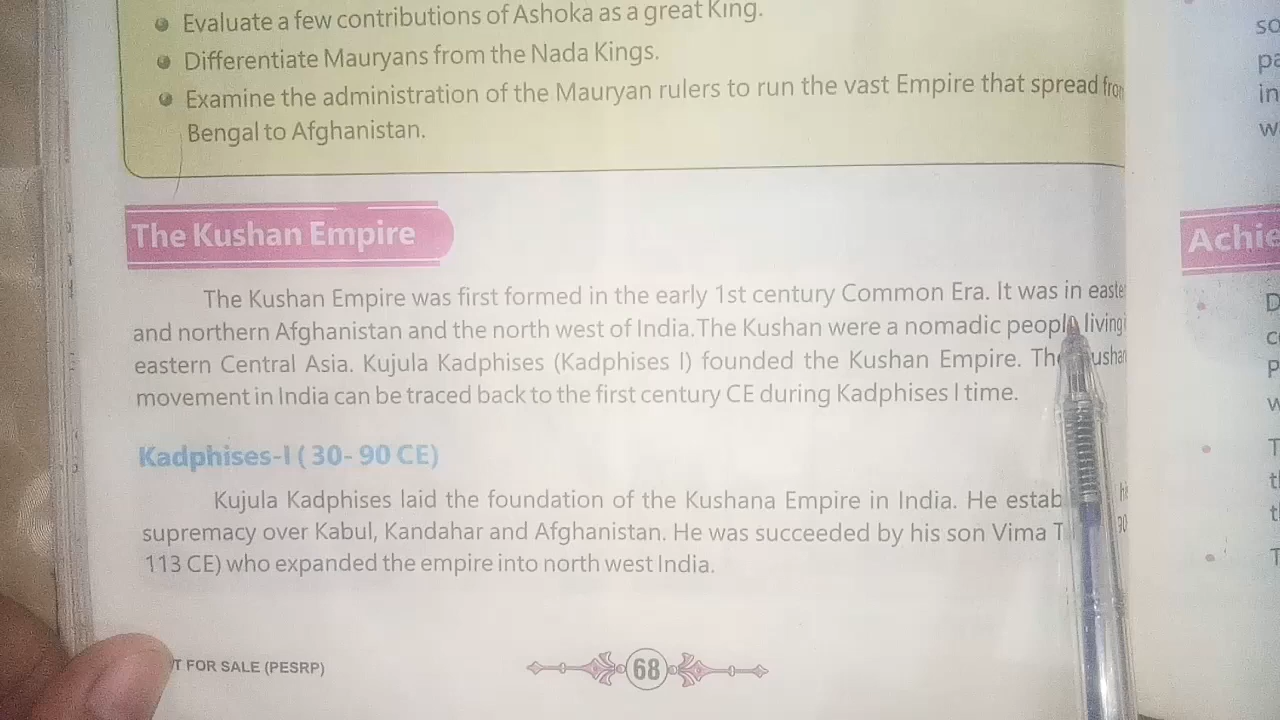 Evaluate a few contributions of Ashoka as a great King.
Differentiate Mauryans from the Nada Kings.
Examine the administration of the Mauryan rulers to run the vast Empire that spread from
Bengal to Afghanistan.
The Kushan Empire
The Kushan Empire was first formed in the early 1st century Common Era. It was in easte
and northern Afghanistan and the north west of India.The Kushan were a nomadic people living
eastern Central Asia. Kujula Kadphises (Kadphises I) founded the Kushan Empire. The ushan
movement in India can be traced back to the first century CE during Kadphises I time.
Kadphises-I ( 30- 90 CE)
Kujula Kadphises laid the foundation of the Kushana Empire in India. He estab
supremacy over Kabul, Kandahar and Afghanistan. He was succeeded by his son Vima T
113 CE) who expanded the empire into north west India.
T FOR SALE (PESRP)
68
Achie